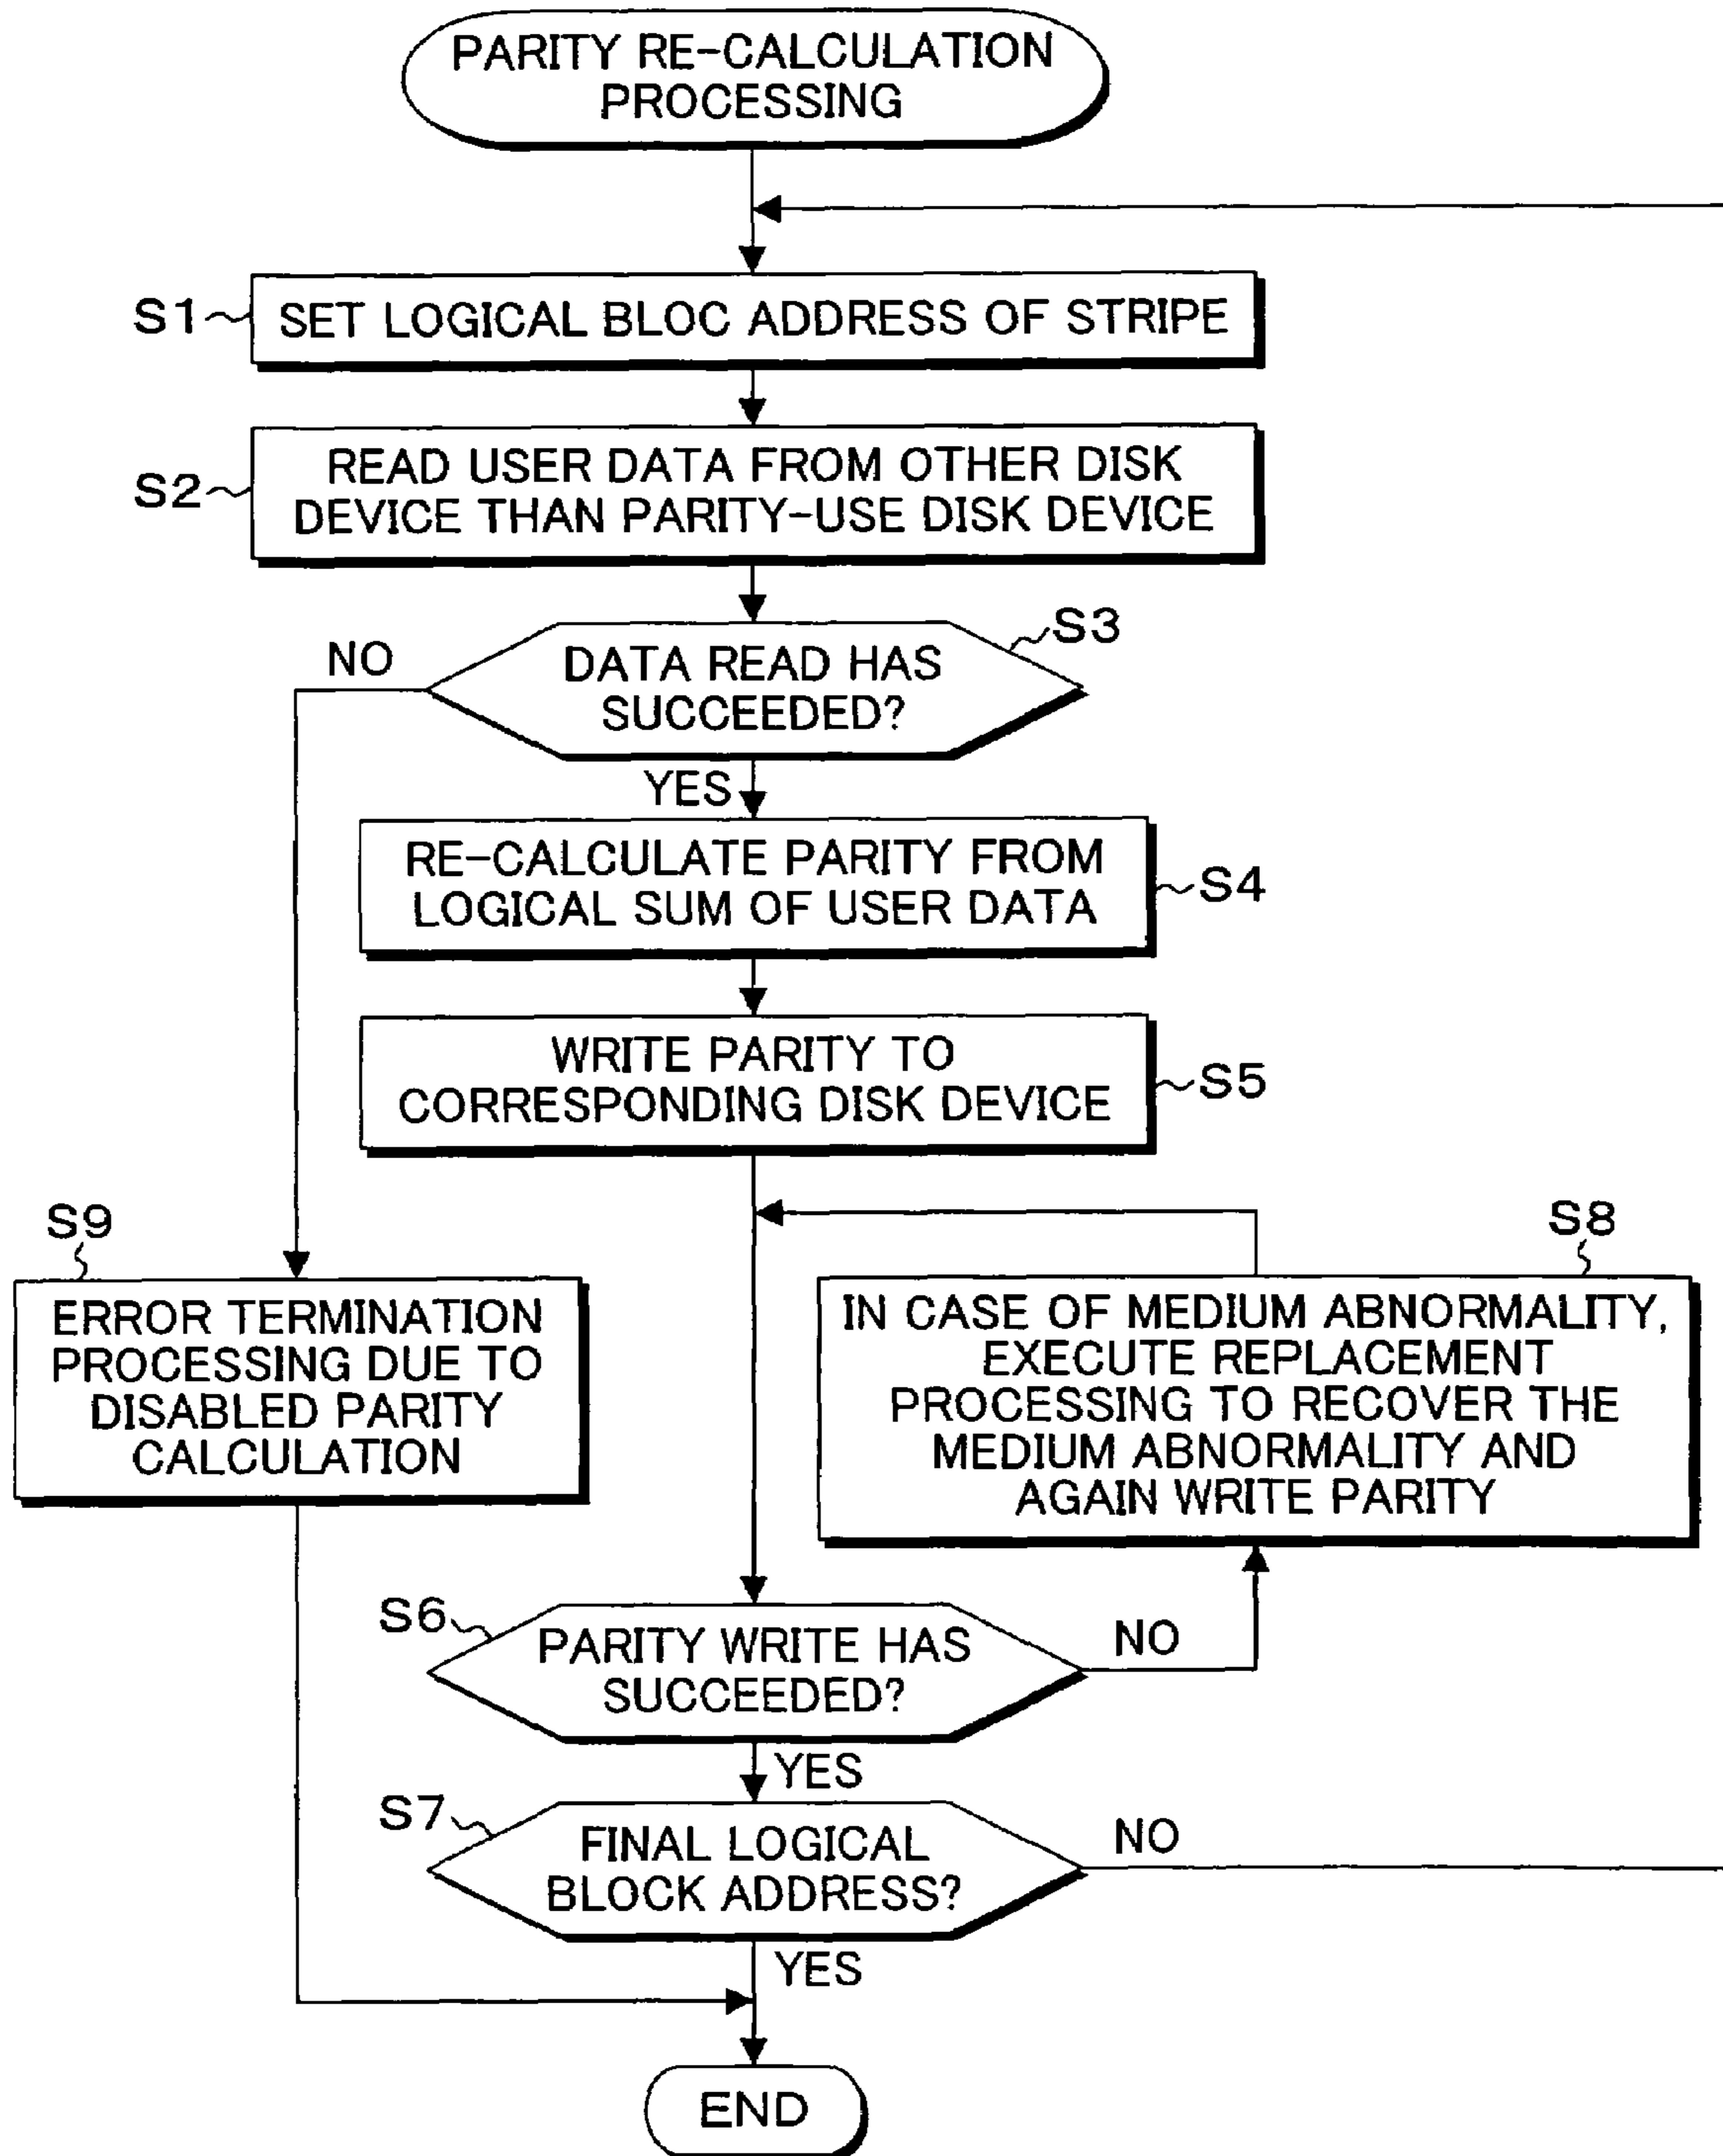 PARITY RE-CALCULATION
PROCESSING
S1
SET LOGICAL BLOC ADDRESS OF STRIPE
S2
READ USER DATA FROM OTHER DISK
DEVICE THAN PARITY-USE DISK DEVICE
S3
NO
DATA READ HAS
SUCCEEDED?
YES
RE-CALCULATE PARITY FROM
LOGICAL SUM OF USER DATA
S4
WRITE PARITY TO
CORRESPONDING DISK DEVICE
S5
S9
ERROR TERMINATION
PROCESSING DUE TO
DISABLED PARITY
CALCULATION
S8
IN CASE OF MEDIUM ABNORMALITY,
EXECUTE REPLACEMENT
PROCESSING TO RECOVER THE
MEDIUM ABNORMALITY AND
AGAIN WRITE PARITY
S6
PARITY WRITE HAS
SUCCEEDED?
NO
YES
S7
FINAL LOGICAL
BLOCK ADDRESS?
NO
YES
END